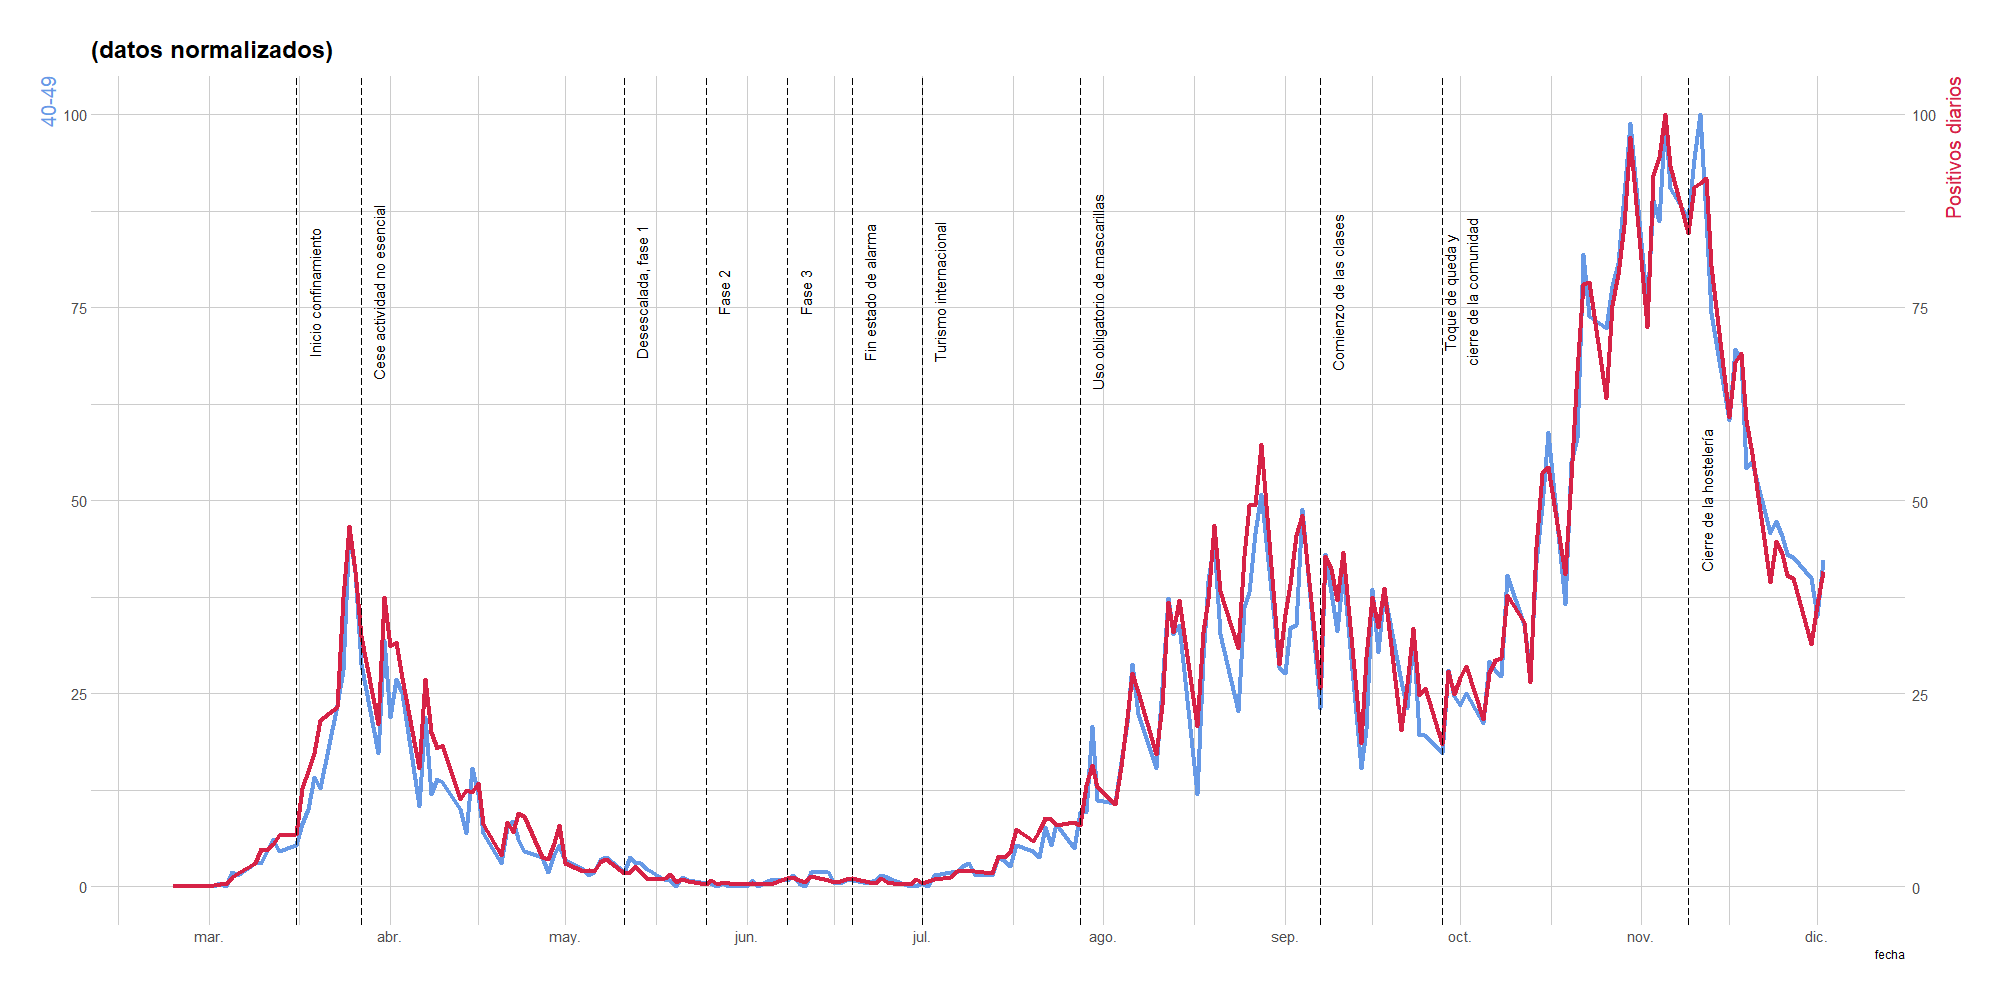 (datos normalizados)
40-49
Positivos diarios
100
75
50
25
0
100
75
50
25
0
Inicio confinamiento
Cese actividad no esencial
Desescalada, fase 1
Fase 2
Fase 3
Fin estado de alarma
Turismo internacional
Uso obligatorio de mascarillas
Comienzo de las clases
Toque de queda y
cierre de la comunidad
Cierre de la hostelería
mar.
abr.
may.
jun.
jul.
ago.
sep.
oct.
nov.
dic.
fecha